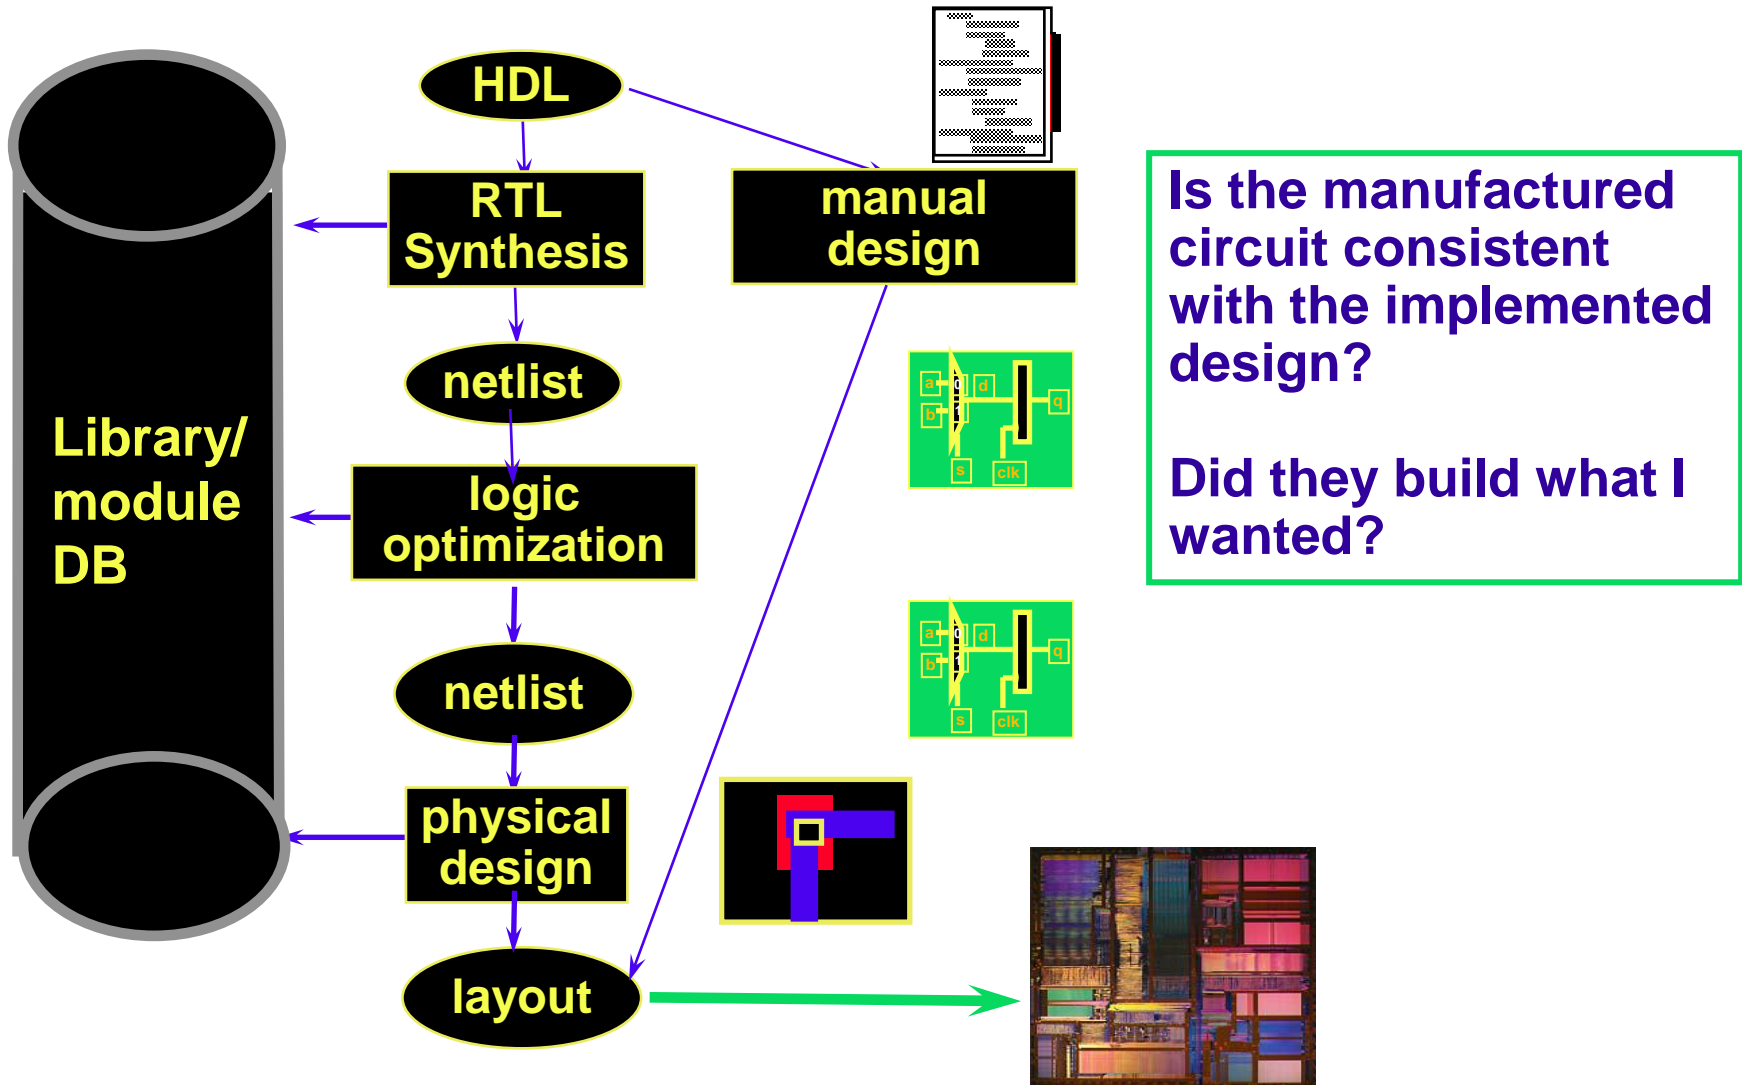 HDL
RTL
Synthesis
manual
design
netlist
logic
optimization
netlist
physical
design
layout
Library/
module
DB
a
0
d
b
1
q
s
clk
a
0
d
b
1
q
s
clk
Is the manufactured
circuit consistent
with the implemented
design?
Did they build what I
wanted?